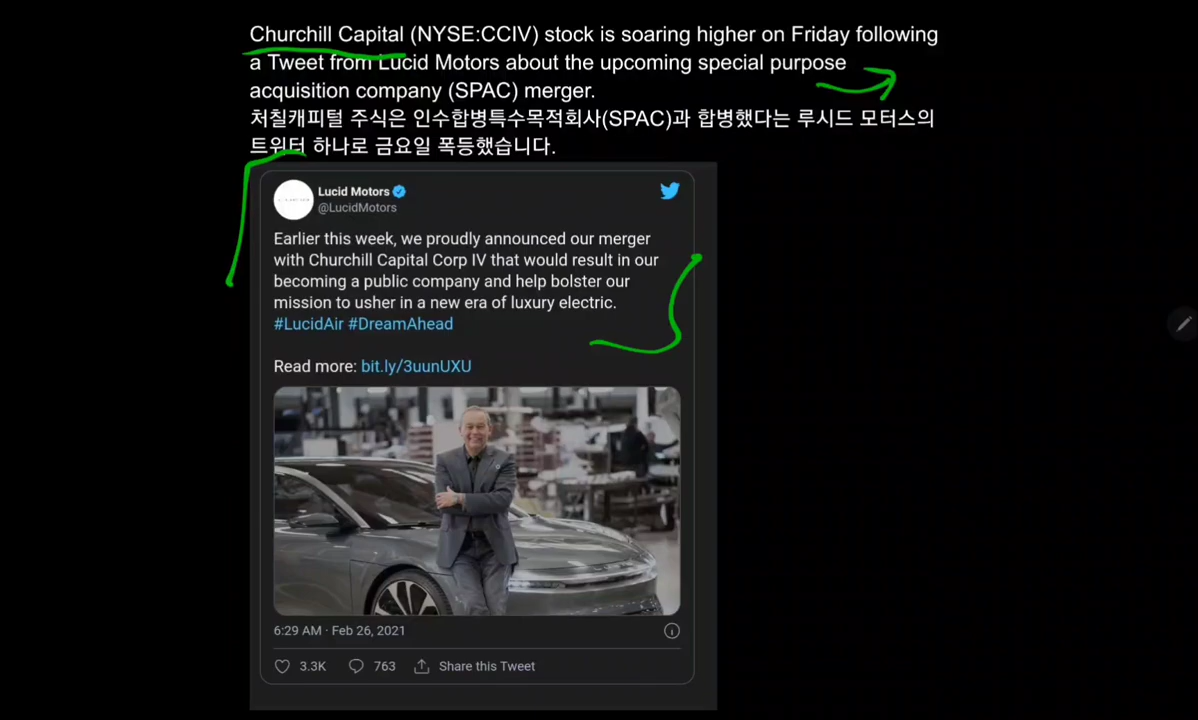 Churchill Capital (NYSE:CCIV) stock is soaring higher on Friday following
a Tweet from Lucid Motors about the upcoming special purpose
acquisition company (SPAC) merger.
처칠캐피털 주식은 인수합병특수목적회사(SPAC)과 합병했다는 루시드 모터스의
트위터 하나로 금요일 폭등했습니다.
Lucid Motors
@LucidMotors
Earlier this week, we proudly announced our merger
with Churchill Capital Corp IV that would result in our
becoming a public company and help bolster our
mission to usher in a new era of luxury electric.
#LucidAir #DreamAhead
Read more: bit.ly/3uunUXU
6:29 AM · Feb 26, 2021
3.3K 763 Share this Tweet